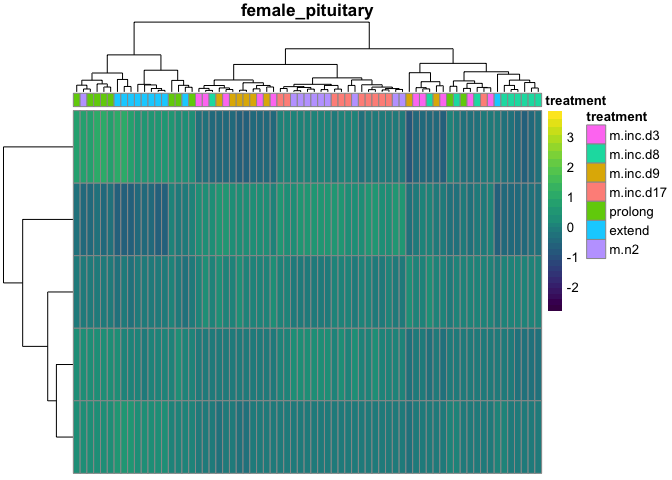 female_pituitary
treatment
treatment
3
2
1
0
-1
-2
m.inc.d3
m.inc.d8
m.inc.d9
m.inc.d17
prolong
extend
m.n2